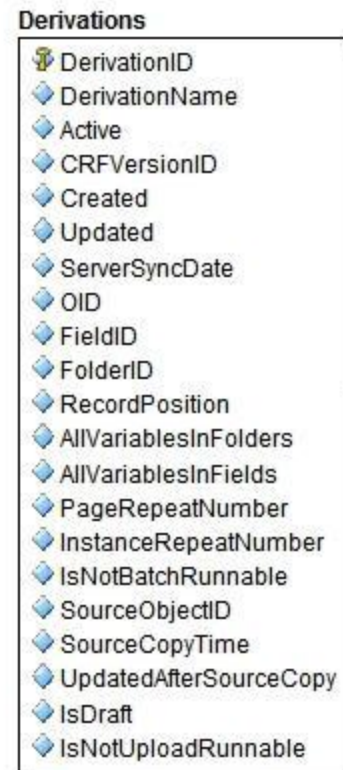 Derivations
DerivationID
DerivationName
Active
CRFVersionID
Created
Updated
ServerSyncDate
OID
FieldID
FolderID
RecordPosition
AllVariablesInFolders
AllVariablesInFields
PageRepeatNumber
InstanceRepeatNumber
IsNotBatchRunnable
SourceObjectID
SourceCopyTime
UpdatedAfterSourceCopy
IsDraft
IsNotUploadRunnable